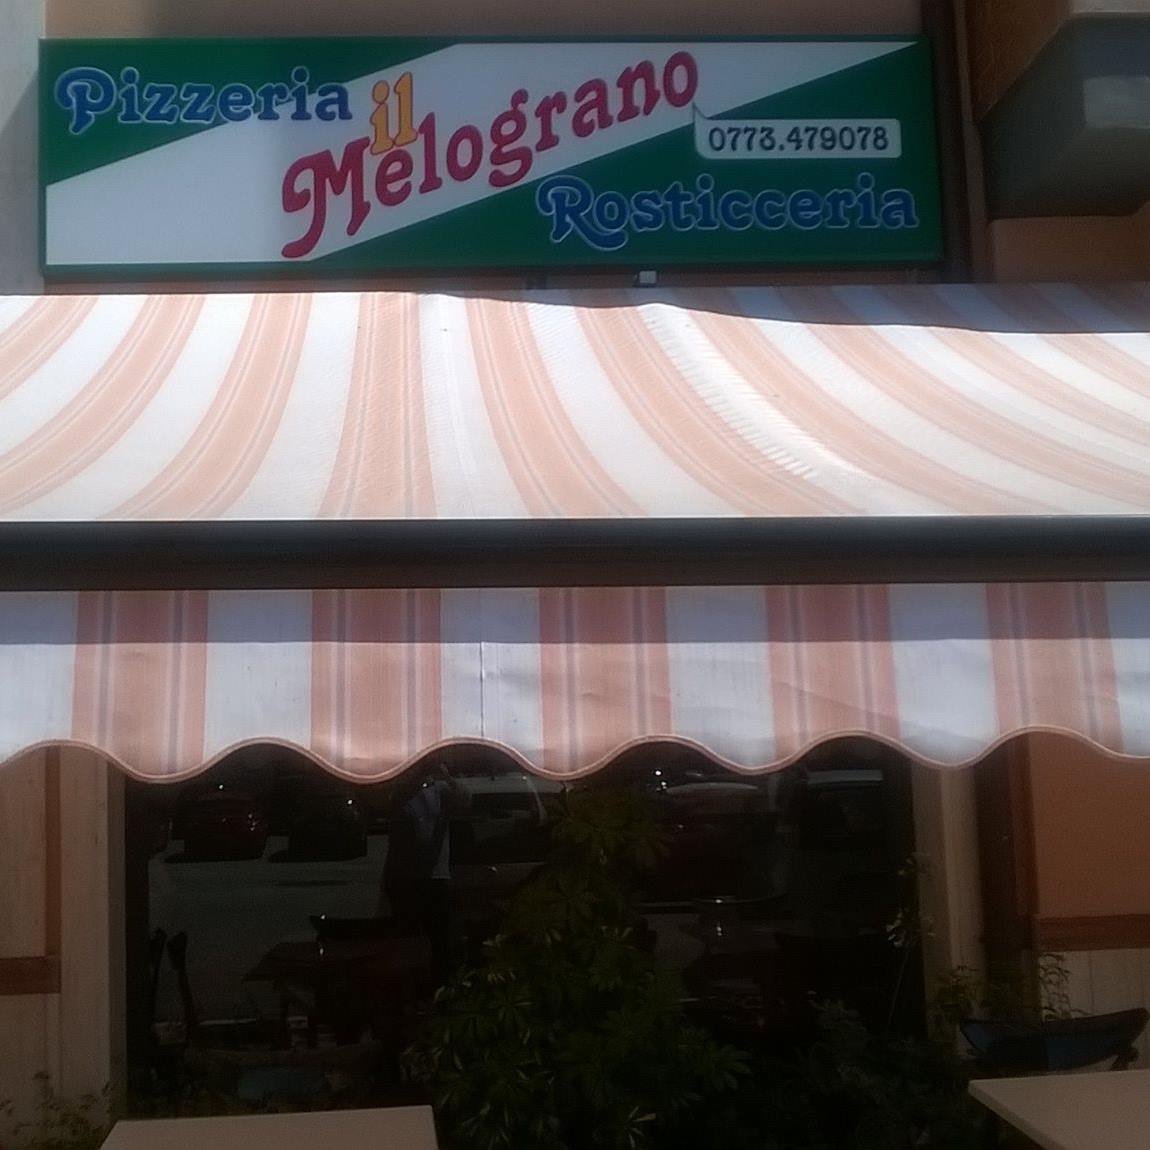 Pizzeria
il
Melograno
0773.479078
Rosticceria